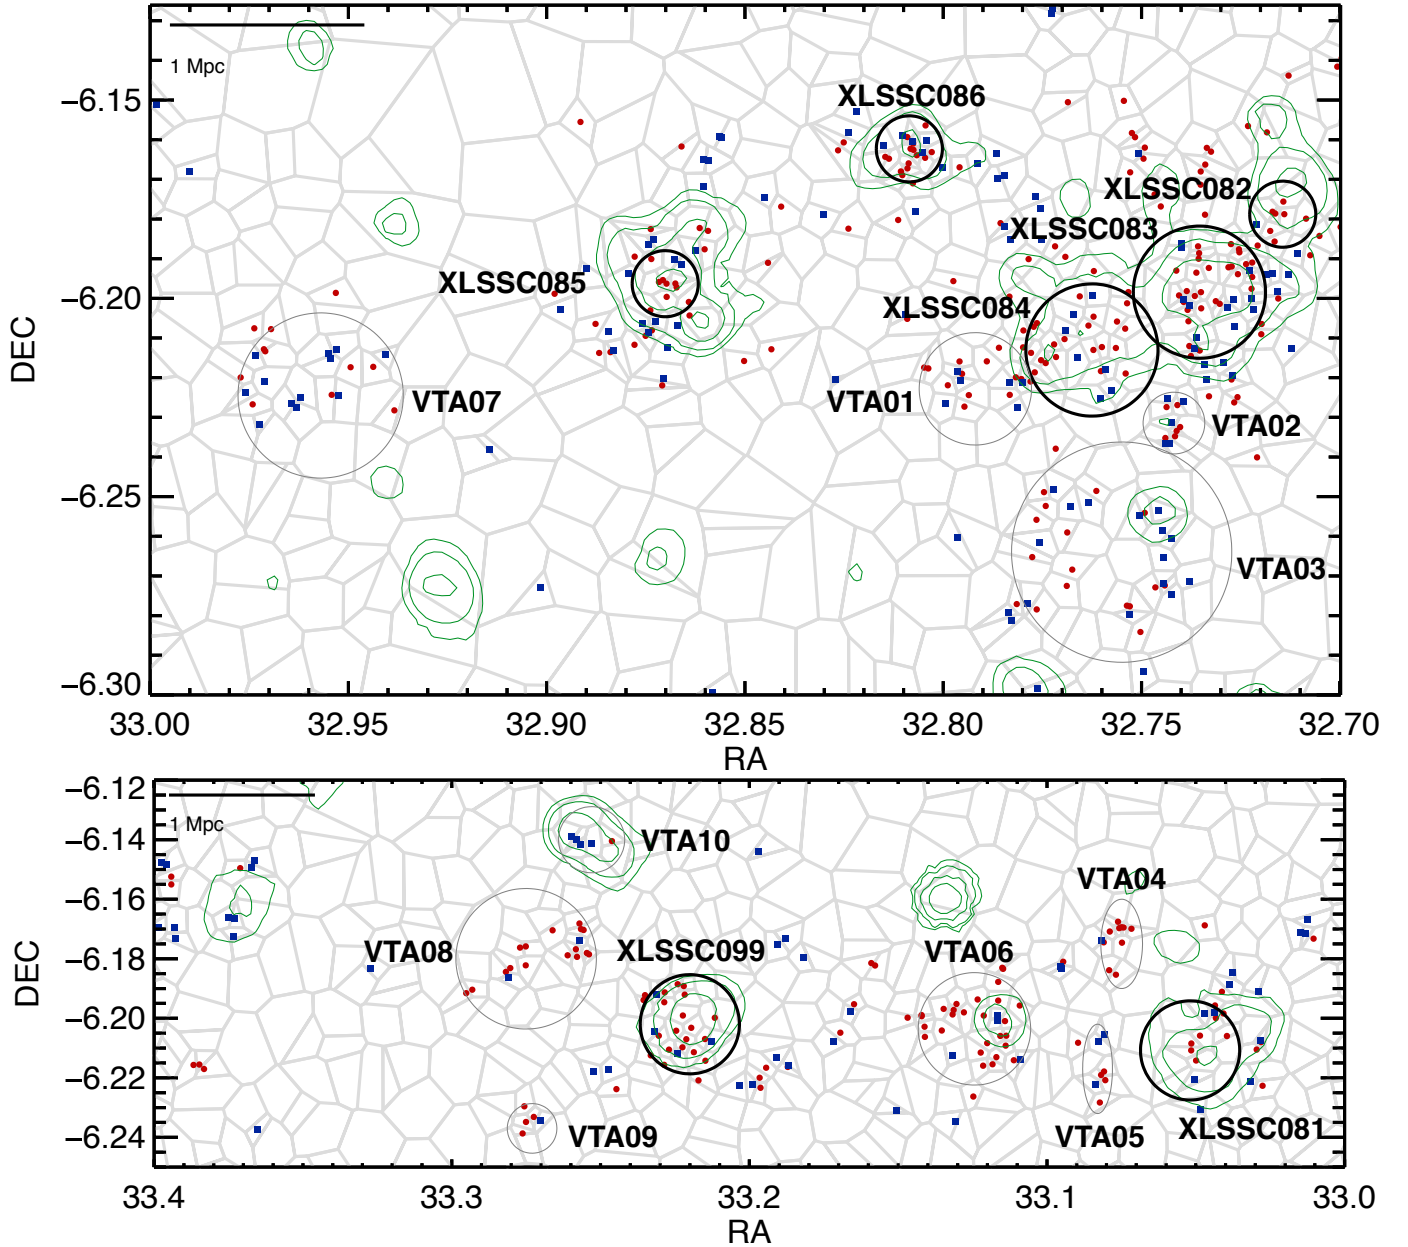 1 Mpc
XLSSC086
−6.15
XLSSC082
XLSSC083
XLSSC085
−6.20
XLSSC084
DEC
VTA07
VTA01
VTA02
−6.25
VTA03
−6.30
33.00
32.95
32.90
32.85
32.80
32.75
32.70
RA
−6.12
1 Mpc
−6.14
VTA10
−6.16
VTA04
−6.18
VTA08
XLSSC099
VTA06
DEC
−6.20
−6.22
−6.24
VTA09
VTA05
XLSSC081
33.4
33.3
33.2
33.1
33.0
RA